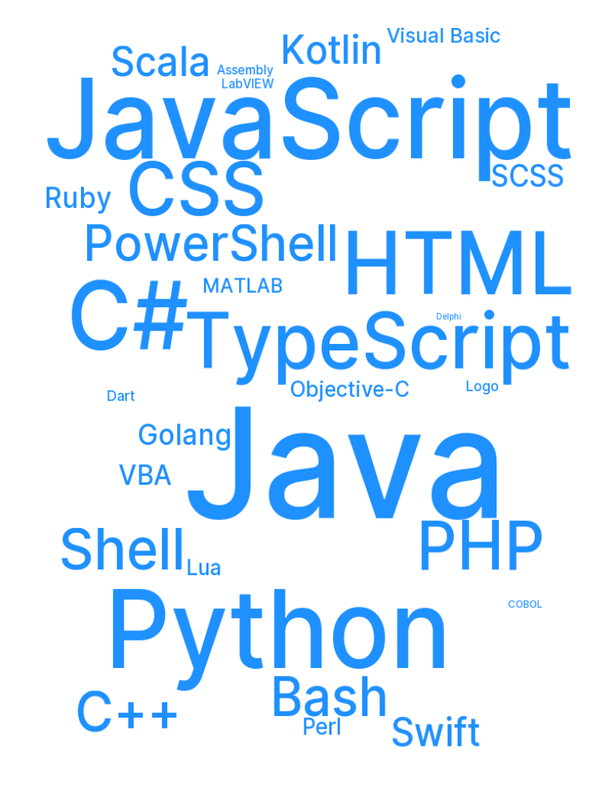 Visual Basic
Kotlin
Scala
Assembly
LabVIEW
JavaScript
SCSS
CSS
Ruby
PowerShell
HTML
MATLAB
C#
Delphi
TypeScript
Objective-C
Logo
Dart
Java
Golang
VBA
PHP
Shell
Lua
COBOL
Python
Bash
C++
Perl
Swift